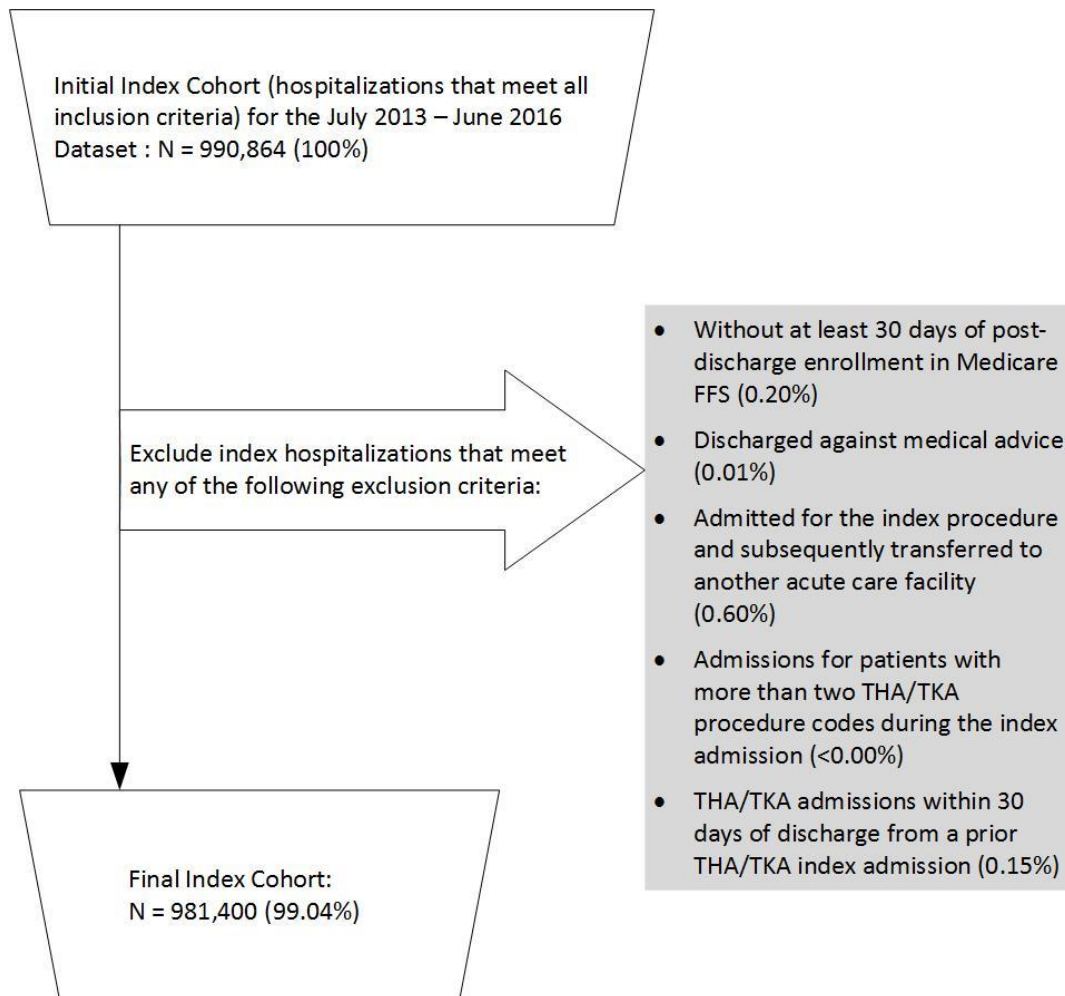 Initial Index Cohort (hospitalizations that meet all
inclusion criteria) for the July 2013 – June 2016
Dataset : N = 990,864 (100%)
Exclude index hospitalizations that meet
any of the following exclusion criteria:
• Without at least 30 days of post-
discharge enrollment in Medicare
FFS (0.20%)
• Discharged against medical advice
(0.01%)
• Admitted for the index procedure
and subsequently transferred to
another acute care facility
(0.60%)
• Admissions for patients with
more than two THA/TKA
procedure codes during the index
admission (<0.00%)
• THA/TKA admissions within 30
days of discharge from a prior
THA/TKA index admission (0.15%)
Final Index Cohort:
N = 981,400 (99.04%)